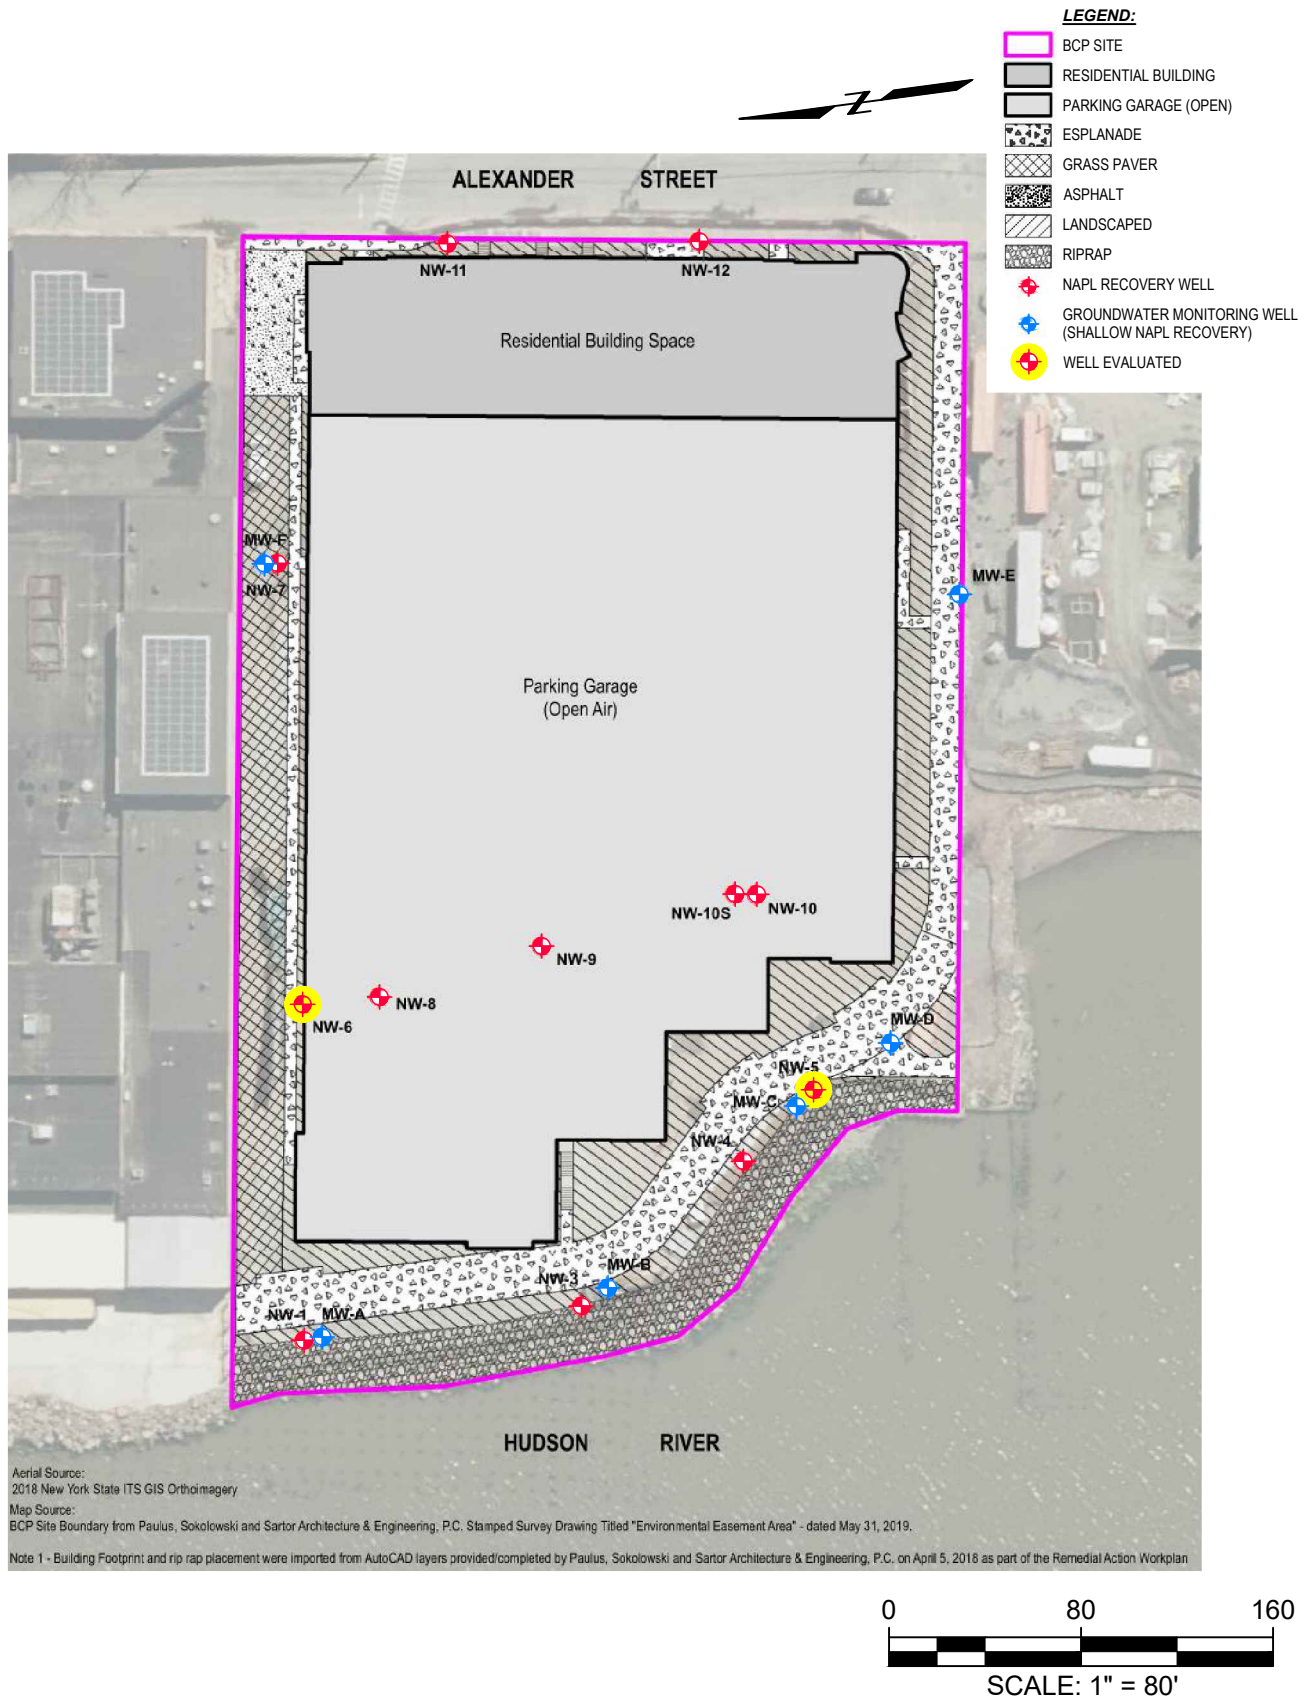 LEGEND:
BCP SITE
RESIDENTIAL BUILDING
PARKING GARAGE (OPEN)
ESPLANADE
GRASS PAVER
ASPHALT
LANDSCAPED
RIPRAP
NAPL RECOVERY WELL
GROUNDWATER MONITORING WELL
(SHALLOW NAPL RECOVERY)
WELL EVALUATED
Z
ALEXANDER STREET
NW-11
NW-12
Residential Building Space
MW-F
NW-7
MW-E
Parking Garage
(Open Air)
NW-10S
NW-10
NW-9
NW-8
NW-6
MW-D
NW-5
MW-C
NW-4
MW-B
NW-3
NW-1
MW-A
HUDSON RIVER
Aerial Source:
2018 New York State ITS GIS Orthoimagery
Map Source:
BCP Site Boundary from Paulus, Sokolowski and Sartor Architecture & Engineering, P.C. Stamped Survey Drawing Titled "Environmental Easement Area" - dated May 31, 2019.
Note 1 - Building Footprint and rip rap placement were imported from AutoCAD layers provided/completed by Paulus, Sokolowski and Sartor Architecture & Engineering, P.C. on April 5, 2018 as part of the Remedial Action Workplan
0 80 160
SCALE: 1" = 80'